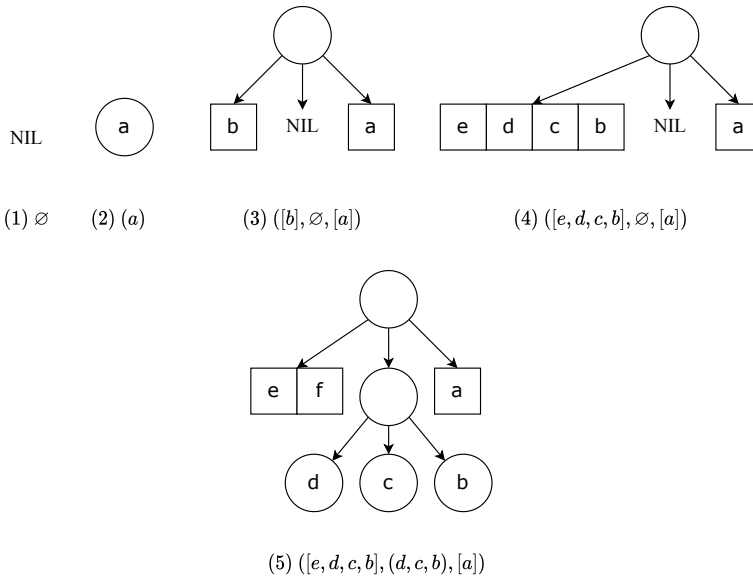 b
a
e d c b
a
a
NIL
NIL
NIL
(1) ∅
(2) (a)
(3) ([b], ∅, [a])
(4) ([e, d, c, b], ∅, [a])
e f
a
d
c
b
(5) ([e, d, c, b], (d, c, b), [a])